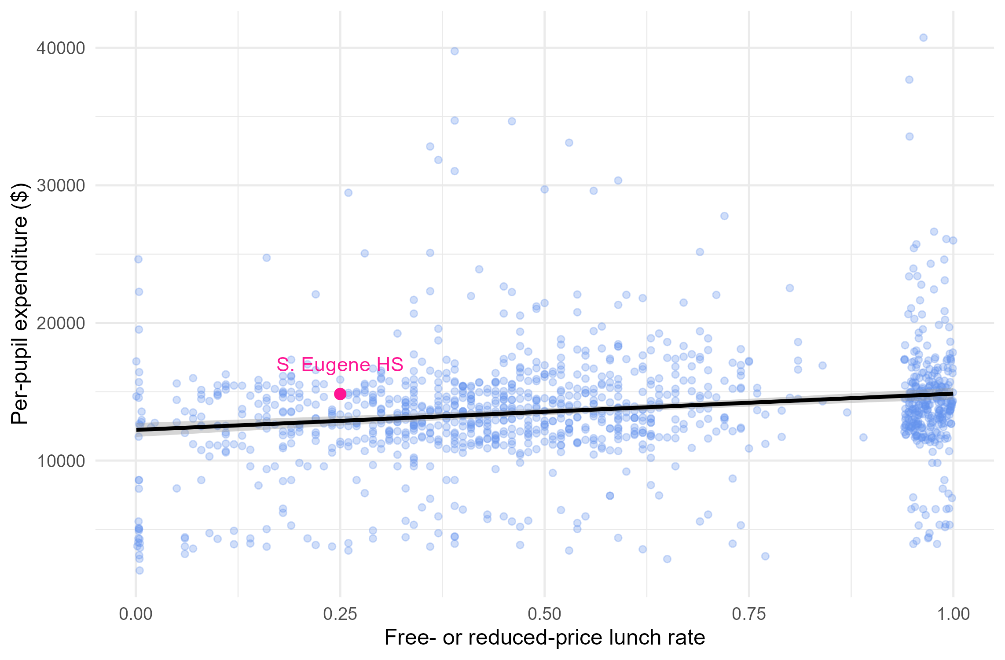 40000
30000
20000
10000
Per-pupil expenditure ($)
S. Eugene HS
0.00 0.25 0.50 0.75 1.00
Free- or reduced-price lunch rate